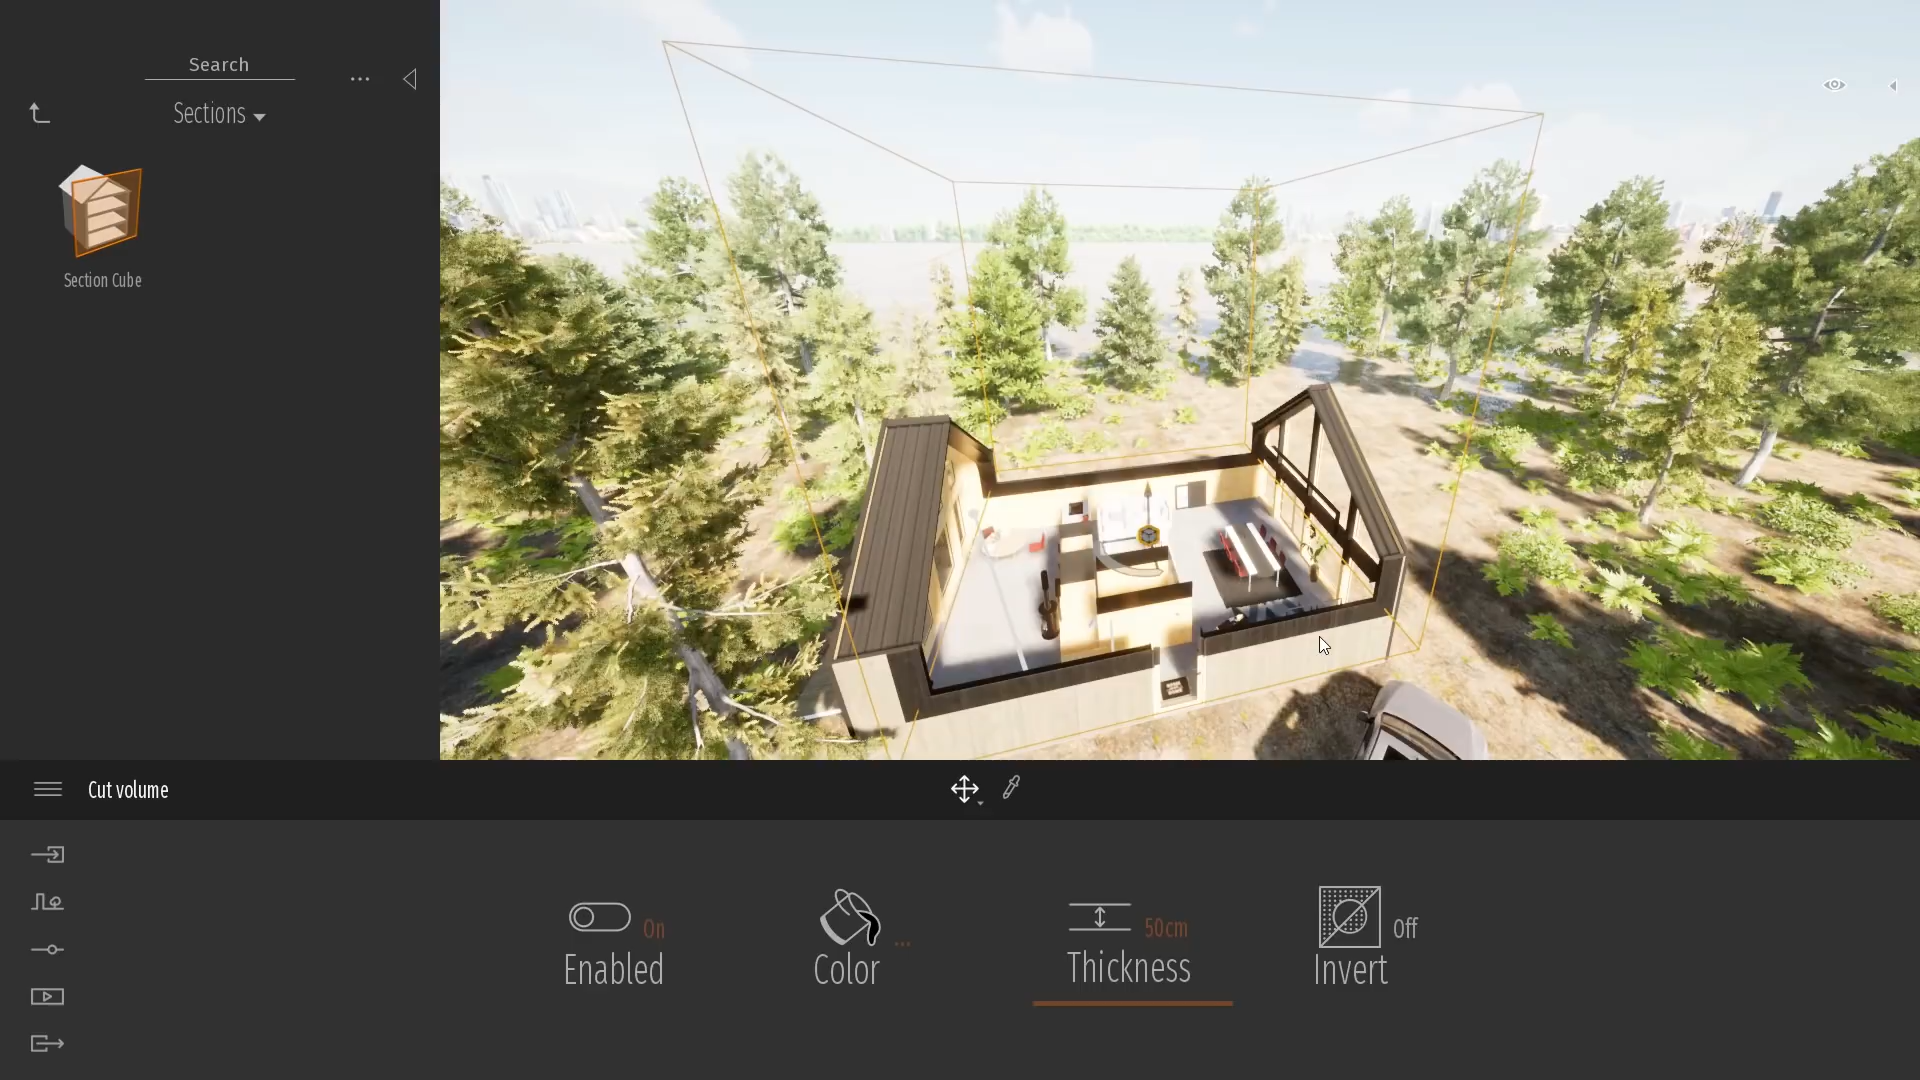 Search
Sections
Section Cube
Cut volume
On
Enabled
...
Color
50cm
Thickness
Off
Invert